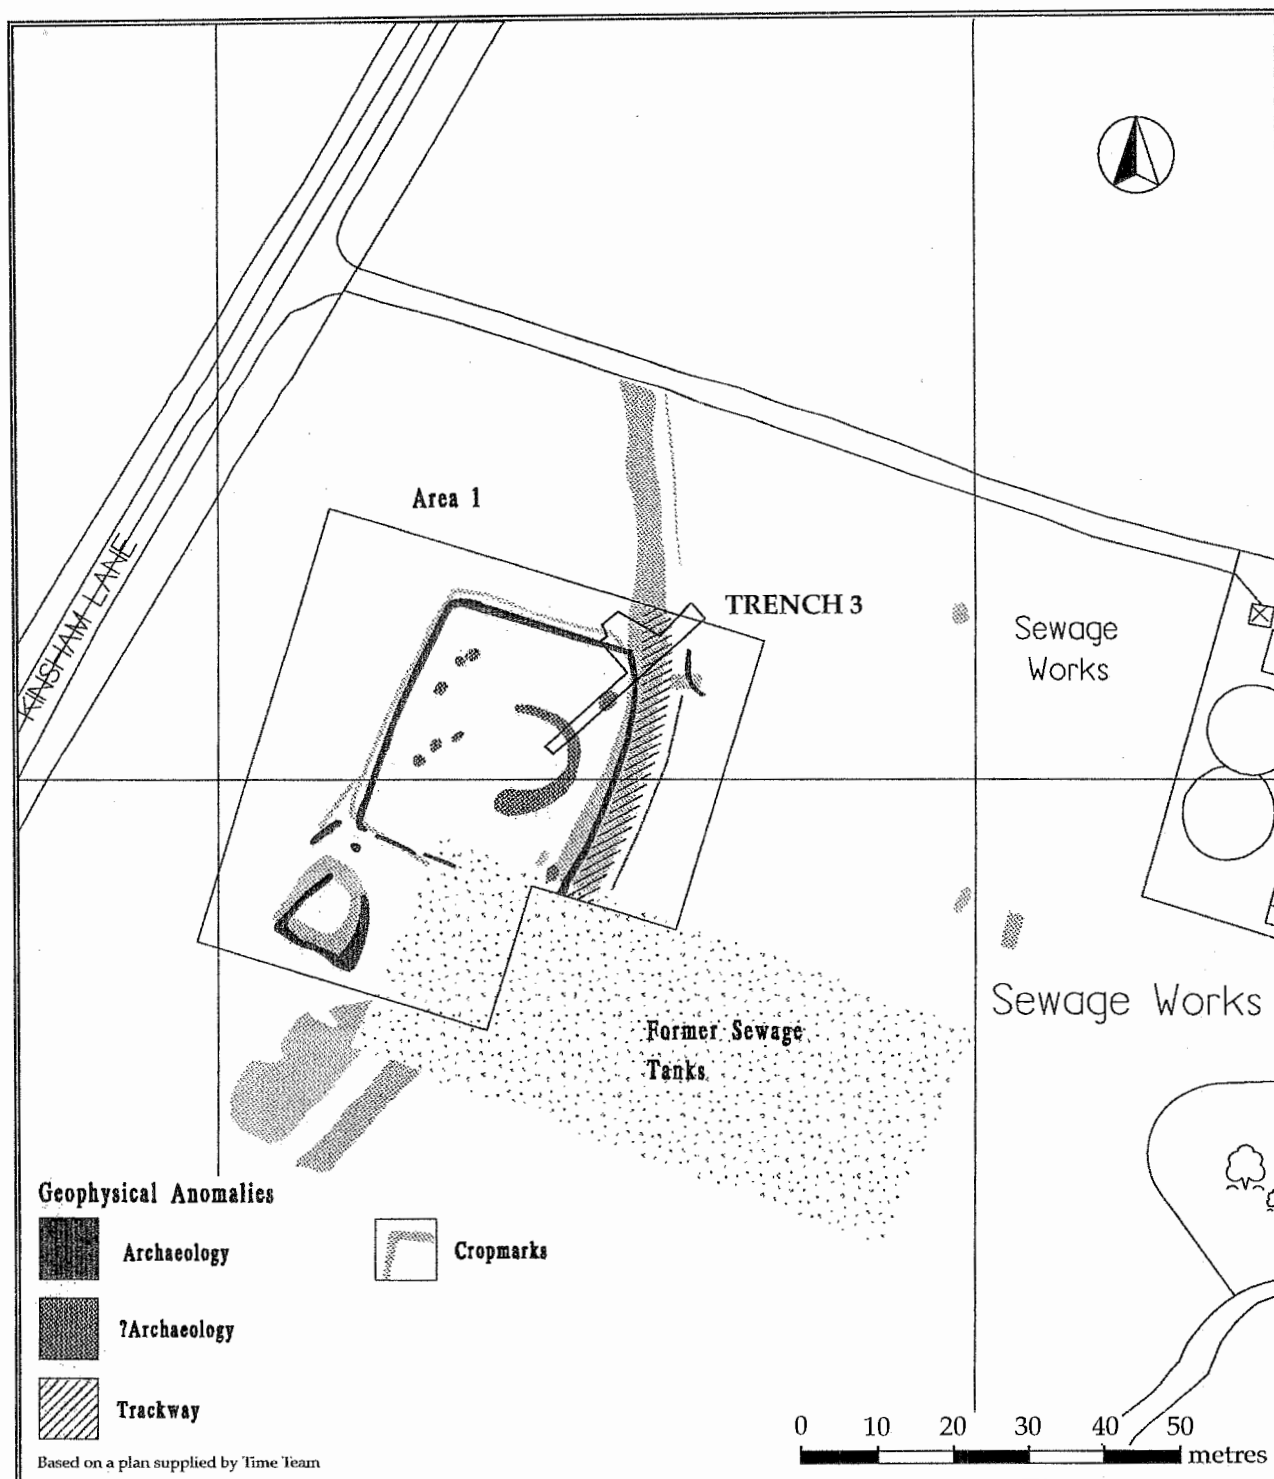 Area 1
TRENCH 3
KINSHAM LANE
Sewage
Works
Sewage Works
Former Sewage
Tanks
Geophysical Anomalies
Archaeology
Cropmarks
?Archaeology
Trackway
0 10 20 30 40 50
metres
Based on a plan supplied by Time Team